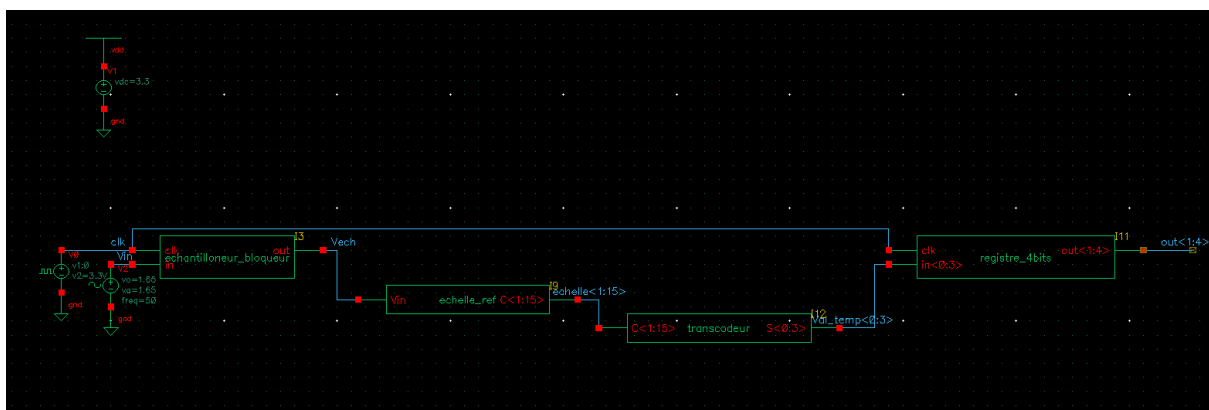 vdd!
V1
vdc=3.3
gnd
clk
Vin
V0
v1:0
v2=3.3V
gnd
V2
vo=1.65
va=1.65
freq=50
gnd
I3
clk
out
echantilloneur_bloqueur
in
Vech
I9
Vin
echelle_ref
C<1:15>
echelle<1:15>
I12
C<1:15>
transcodeur
S<0:3>
Val_temp<0:3>
I11
clk
out<1:4>
in<0:3>
registre_4bits
out<1:4>